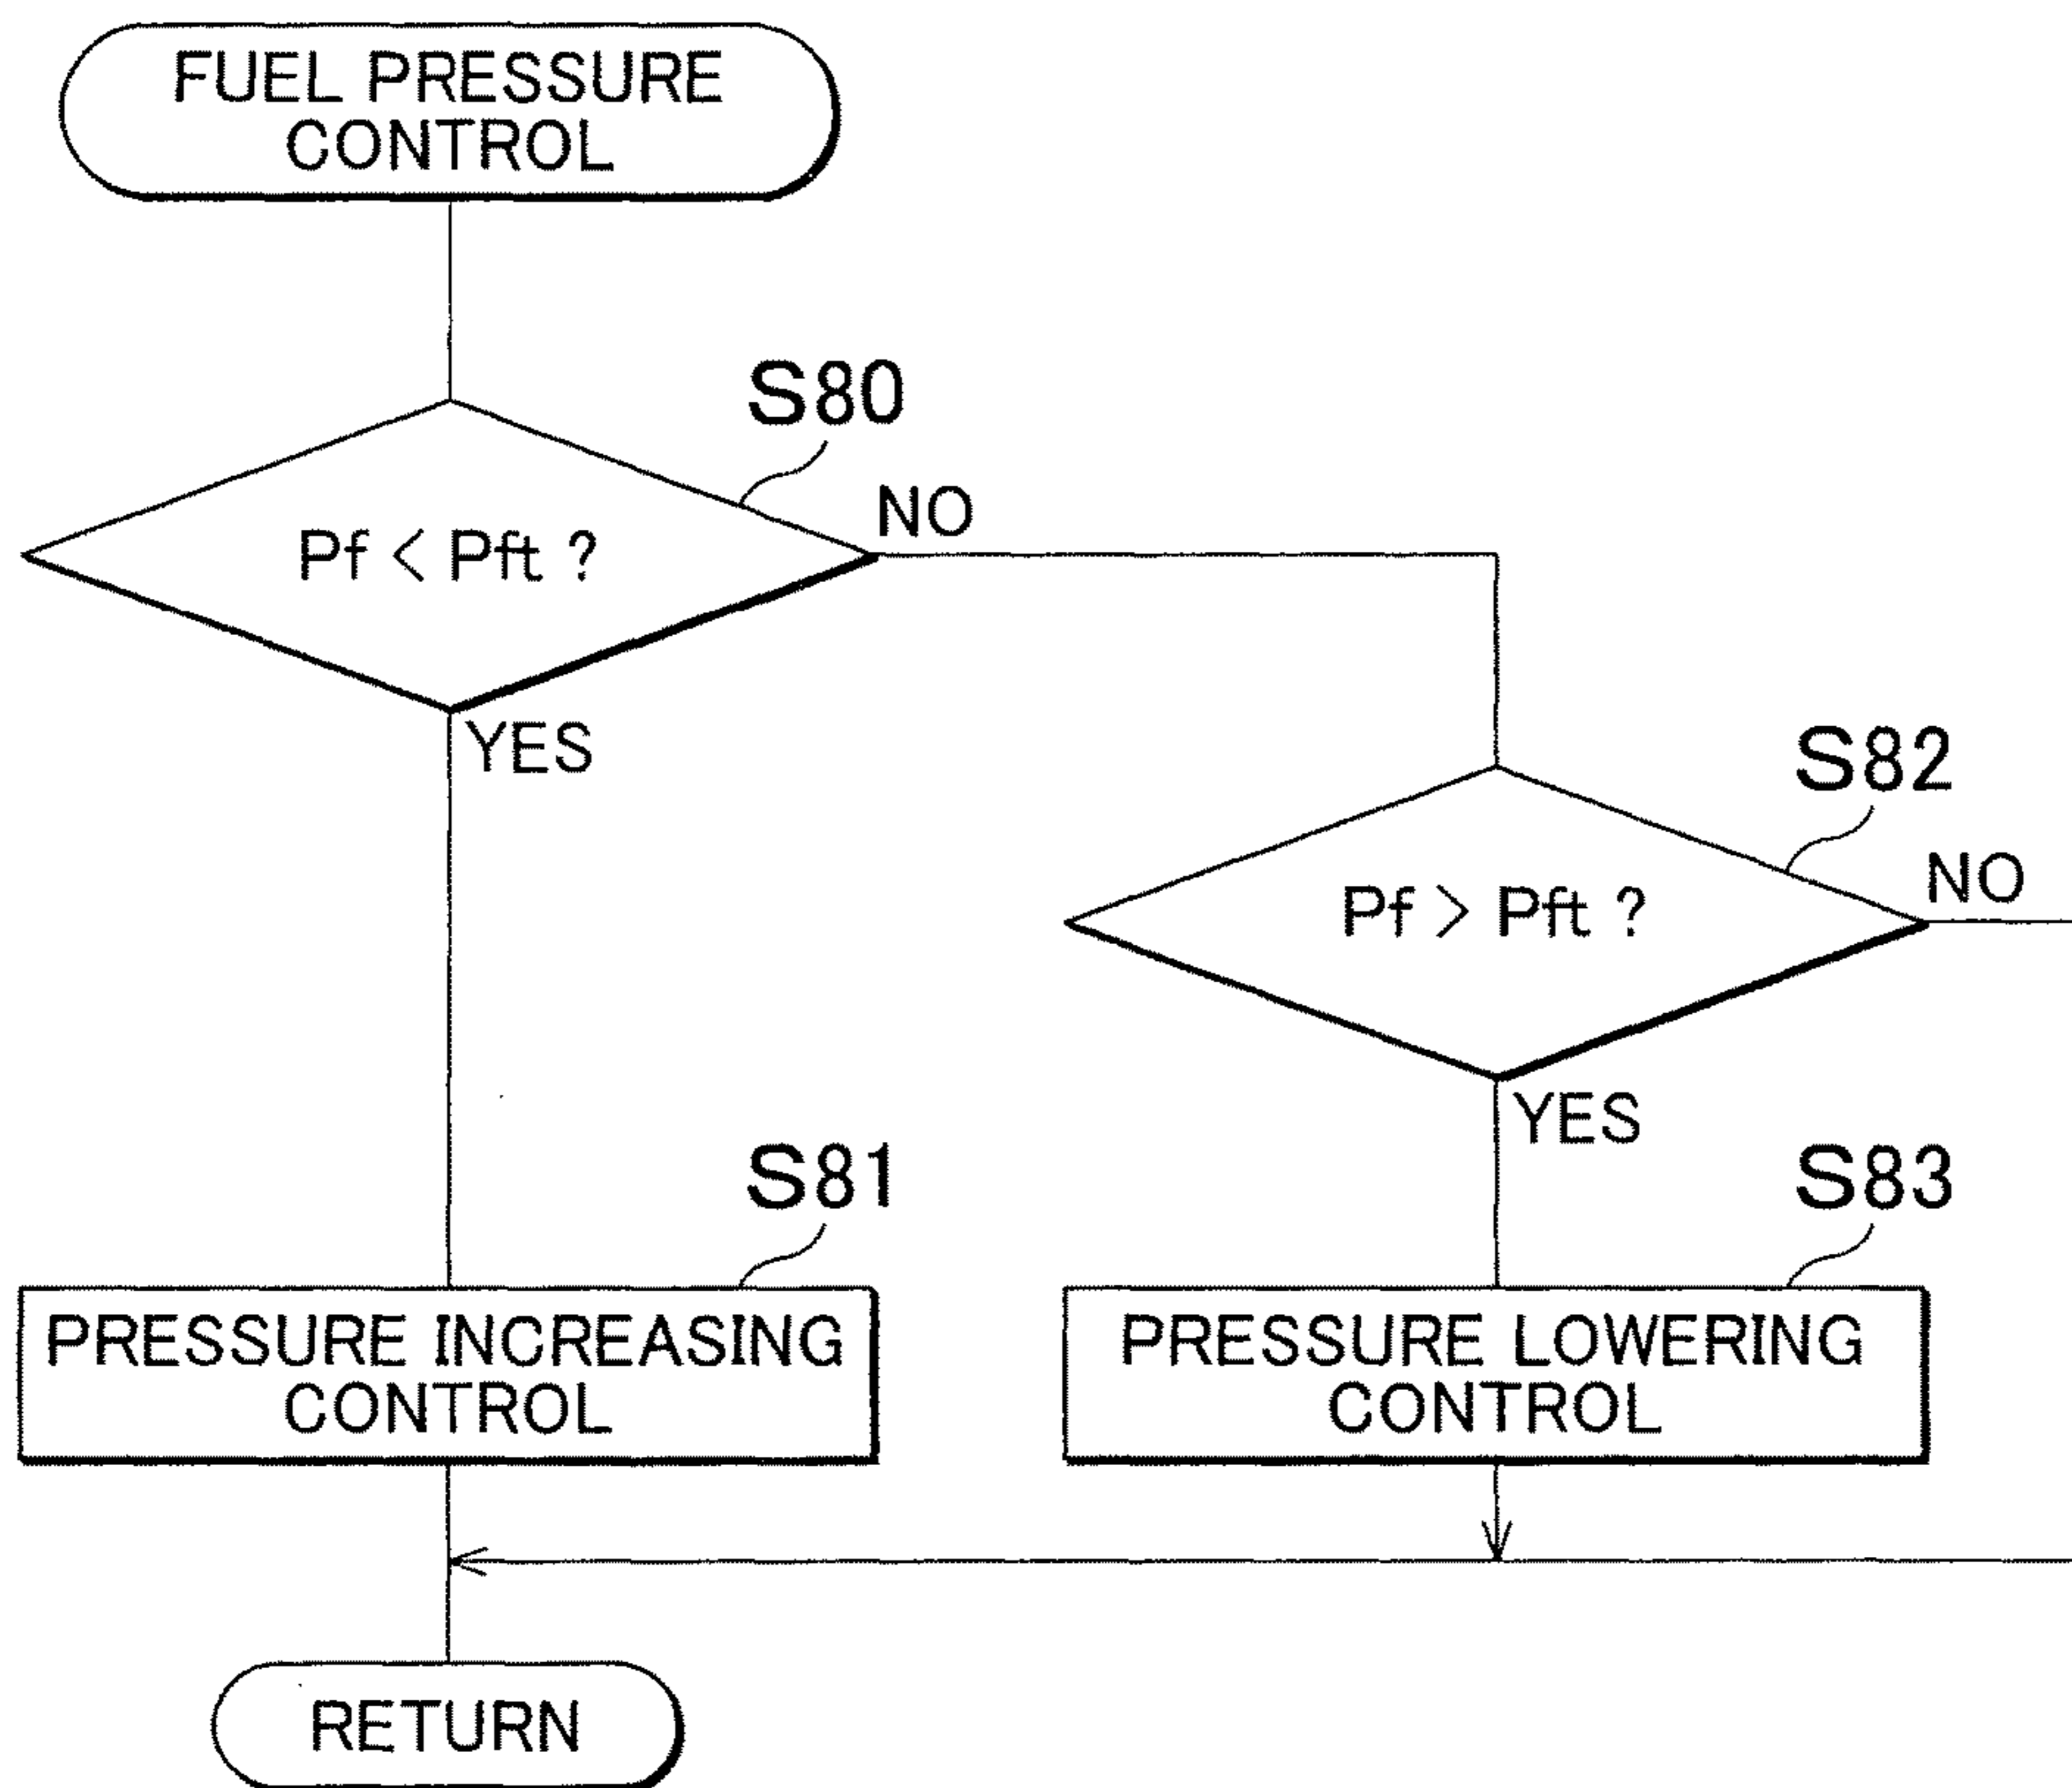 FUEL PRESSURE
CONTROL
S80
Pf < Pft ?
NO
YES
S82
Pf > Pft ?
NO
YES
S81
PRESSURE INCREASING
CONTROL
S83
PRESSURE LOWERING
CONTROL
RETURN